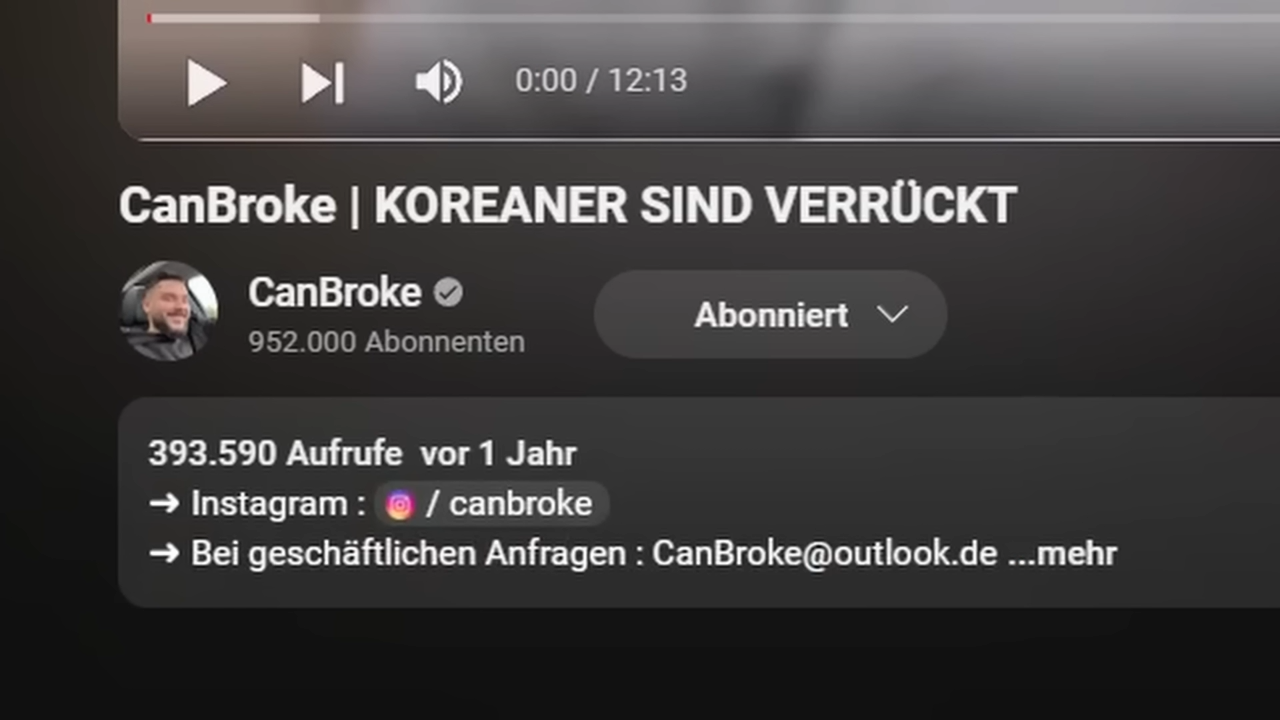 0:00 / 12:13
CanBroke | KOREANER SIND VERRÜCKT
CanBroke
952.000 Abonnenten
Abonniert
393.590 Aufrufe vor 1 Jahr
➔ Instagram : / canbroke
➔ Bei geschäftlichen Anfragen : CanBroke@outlook.de ...mehr